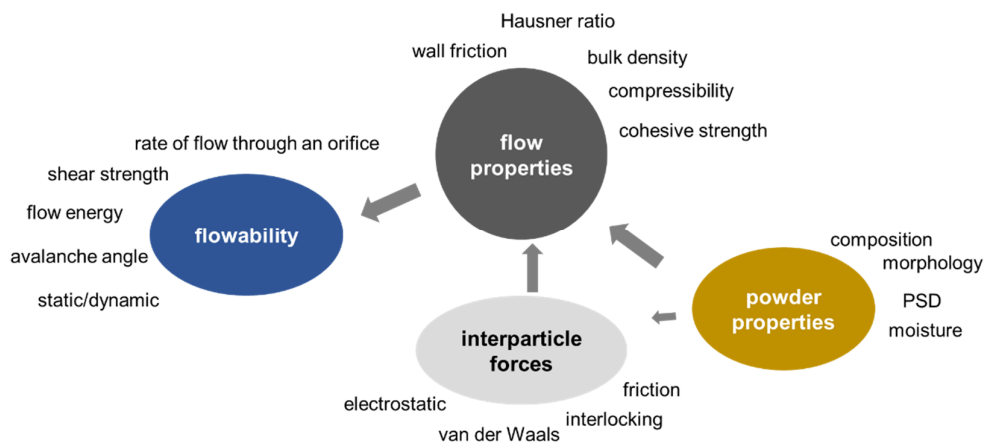 Hausner ratio
wall friction
bulk density
compressibility
cohesive strength
flow
properties
rate of flow through an orifice
shear strength
flow energy
avalanche angle
static/dynamic
flowability
composition
morphology
PSD
moisture
powder
properties
interparticle
forces
friction
electrostatic
interlocking
van der Waals